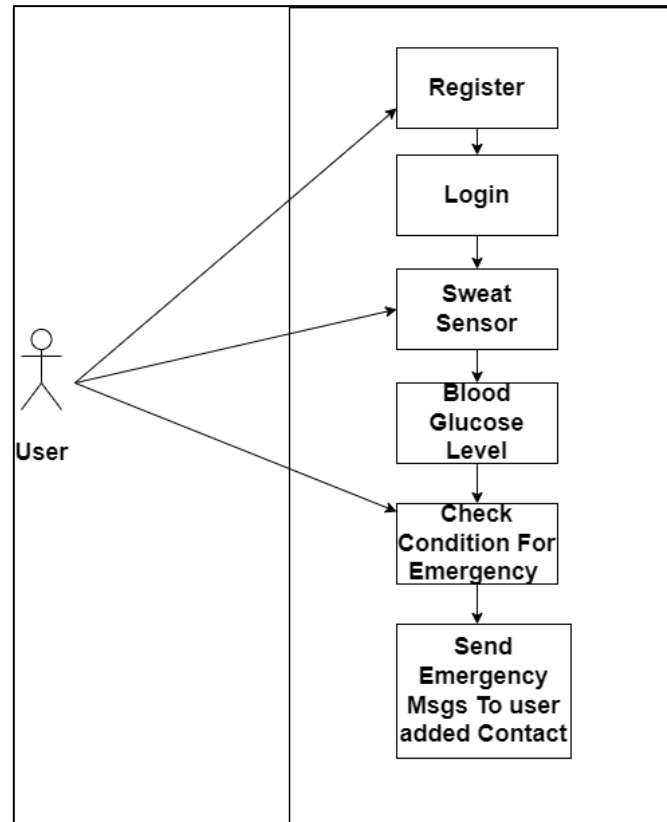 Register
Login
Sweat
Sensor
User
Blood
Glucose
Level
Check
Condition For
Emergency
Send
Emergency
Msgs To user
added Contact